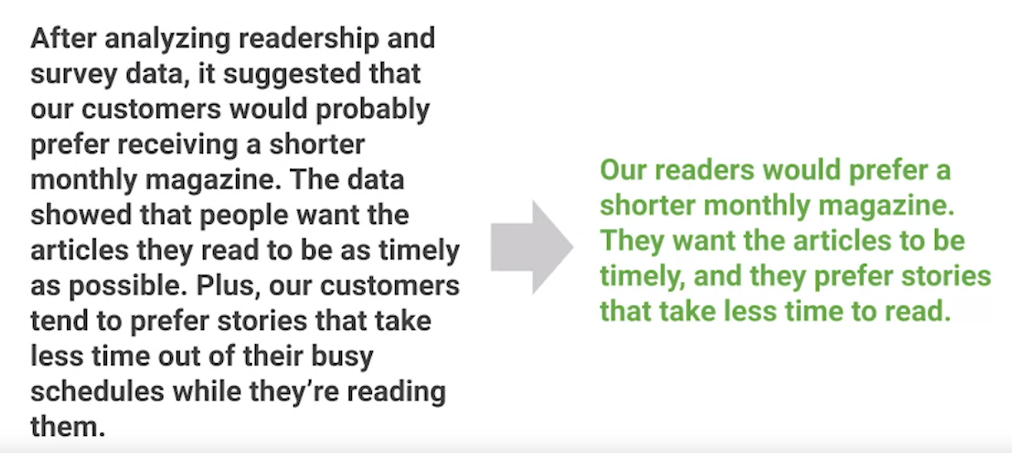 After analyzing readership and
survey data, it suggested that
our customers would probably
prefer receiving a shorter
monthly magazine. The data
showed that people want the
articles they read to be as timely
as possible. Plus, our customers
tend to prefer stories that take
less time out of their busy
schedules while they’re reading
them.
Our readers would prefer a
shorter monthly magazine.
They want the articles to be
timely, and they prefer stories
that take less time to read.